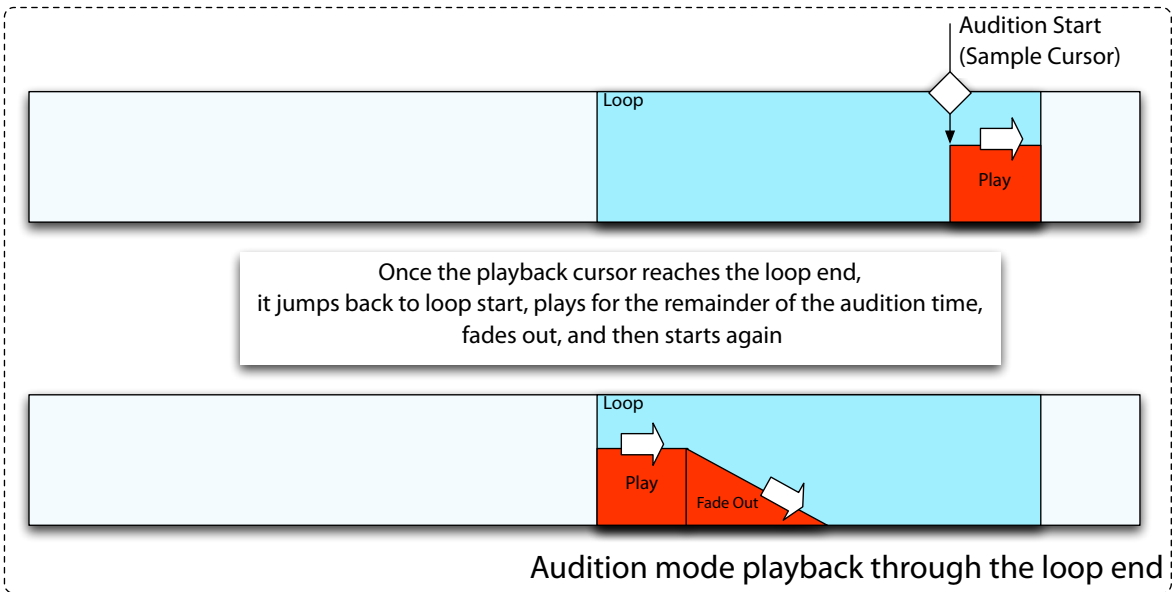 Audition Start
(Sample Cursor)
Loop
Play
Once the playback cursor reaches the loop end,
it jumps back to loop start, plays for the remainder of the audition time,
fades out, and then starts again
Loop
Play
Fade Out
Audition mode playback through the loop end